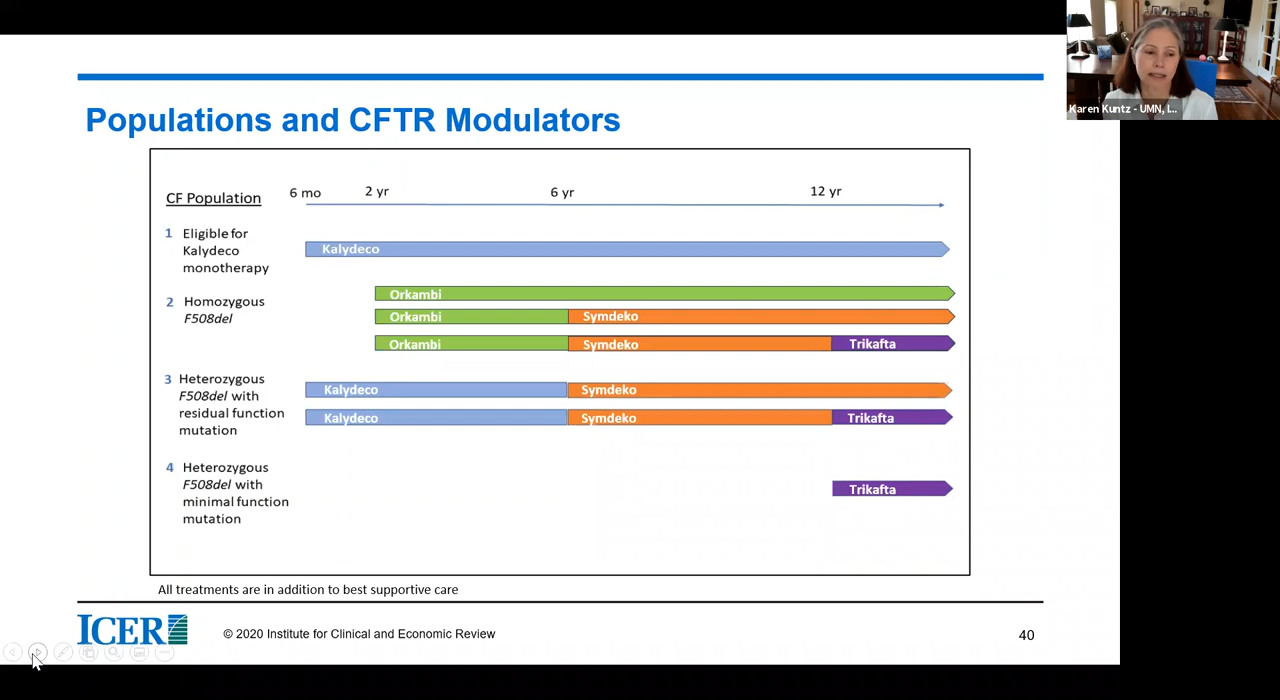 Karen Kuntz - UMN, I...
Populations and CFTR Modulators
CF Population
6 mo
2 yr
6 yr
12 yr
1 Eligible for
Kalydeco
monotherapy
Kalydeco
2 Homozygous
F508del
Orkambi
Orkambi Symdeko
Orkambi Symdeko Trikafta
3 Heterozygous
F508del with
residual function
mutation
Kalydeco Symdeko
Kalydeco Symdeko Trikafta
4 Heterozygous
F508del with
minimal function
mutation
Trikafta
All treatments are in addition to best supportive care
ICER
© 2020 Institute for Clinical and Economic Review
40